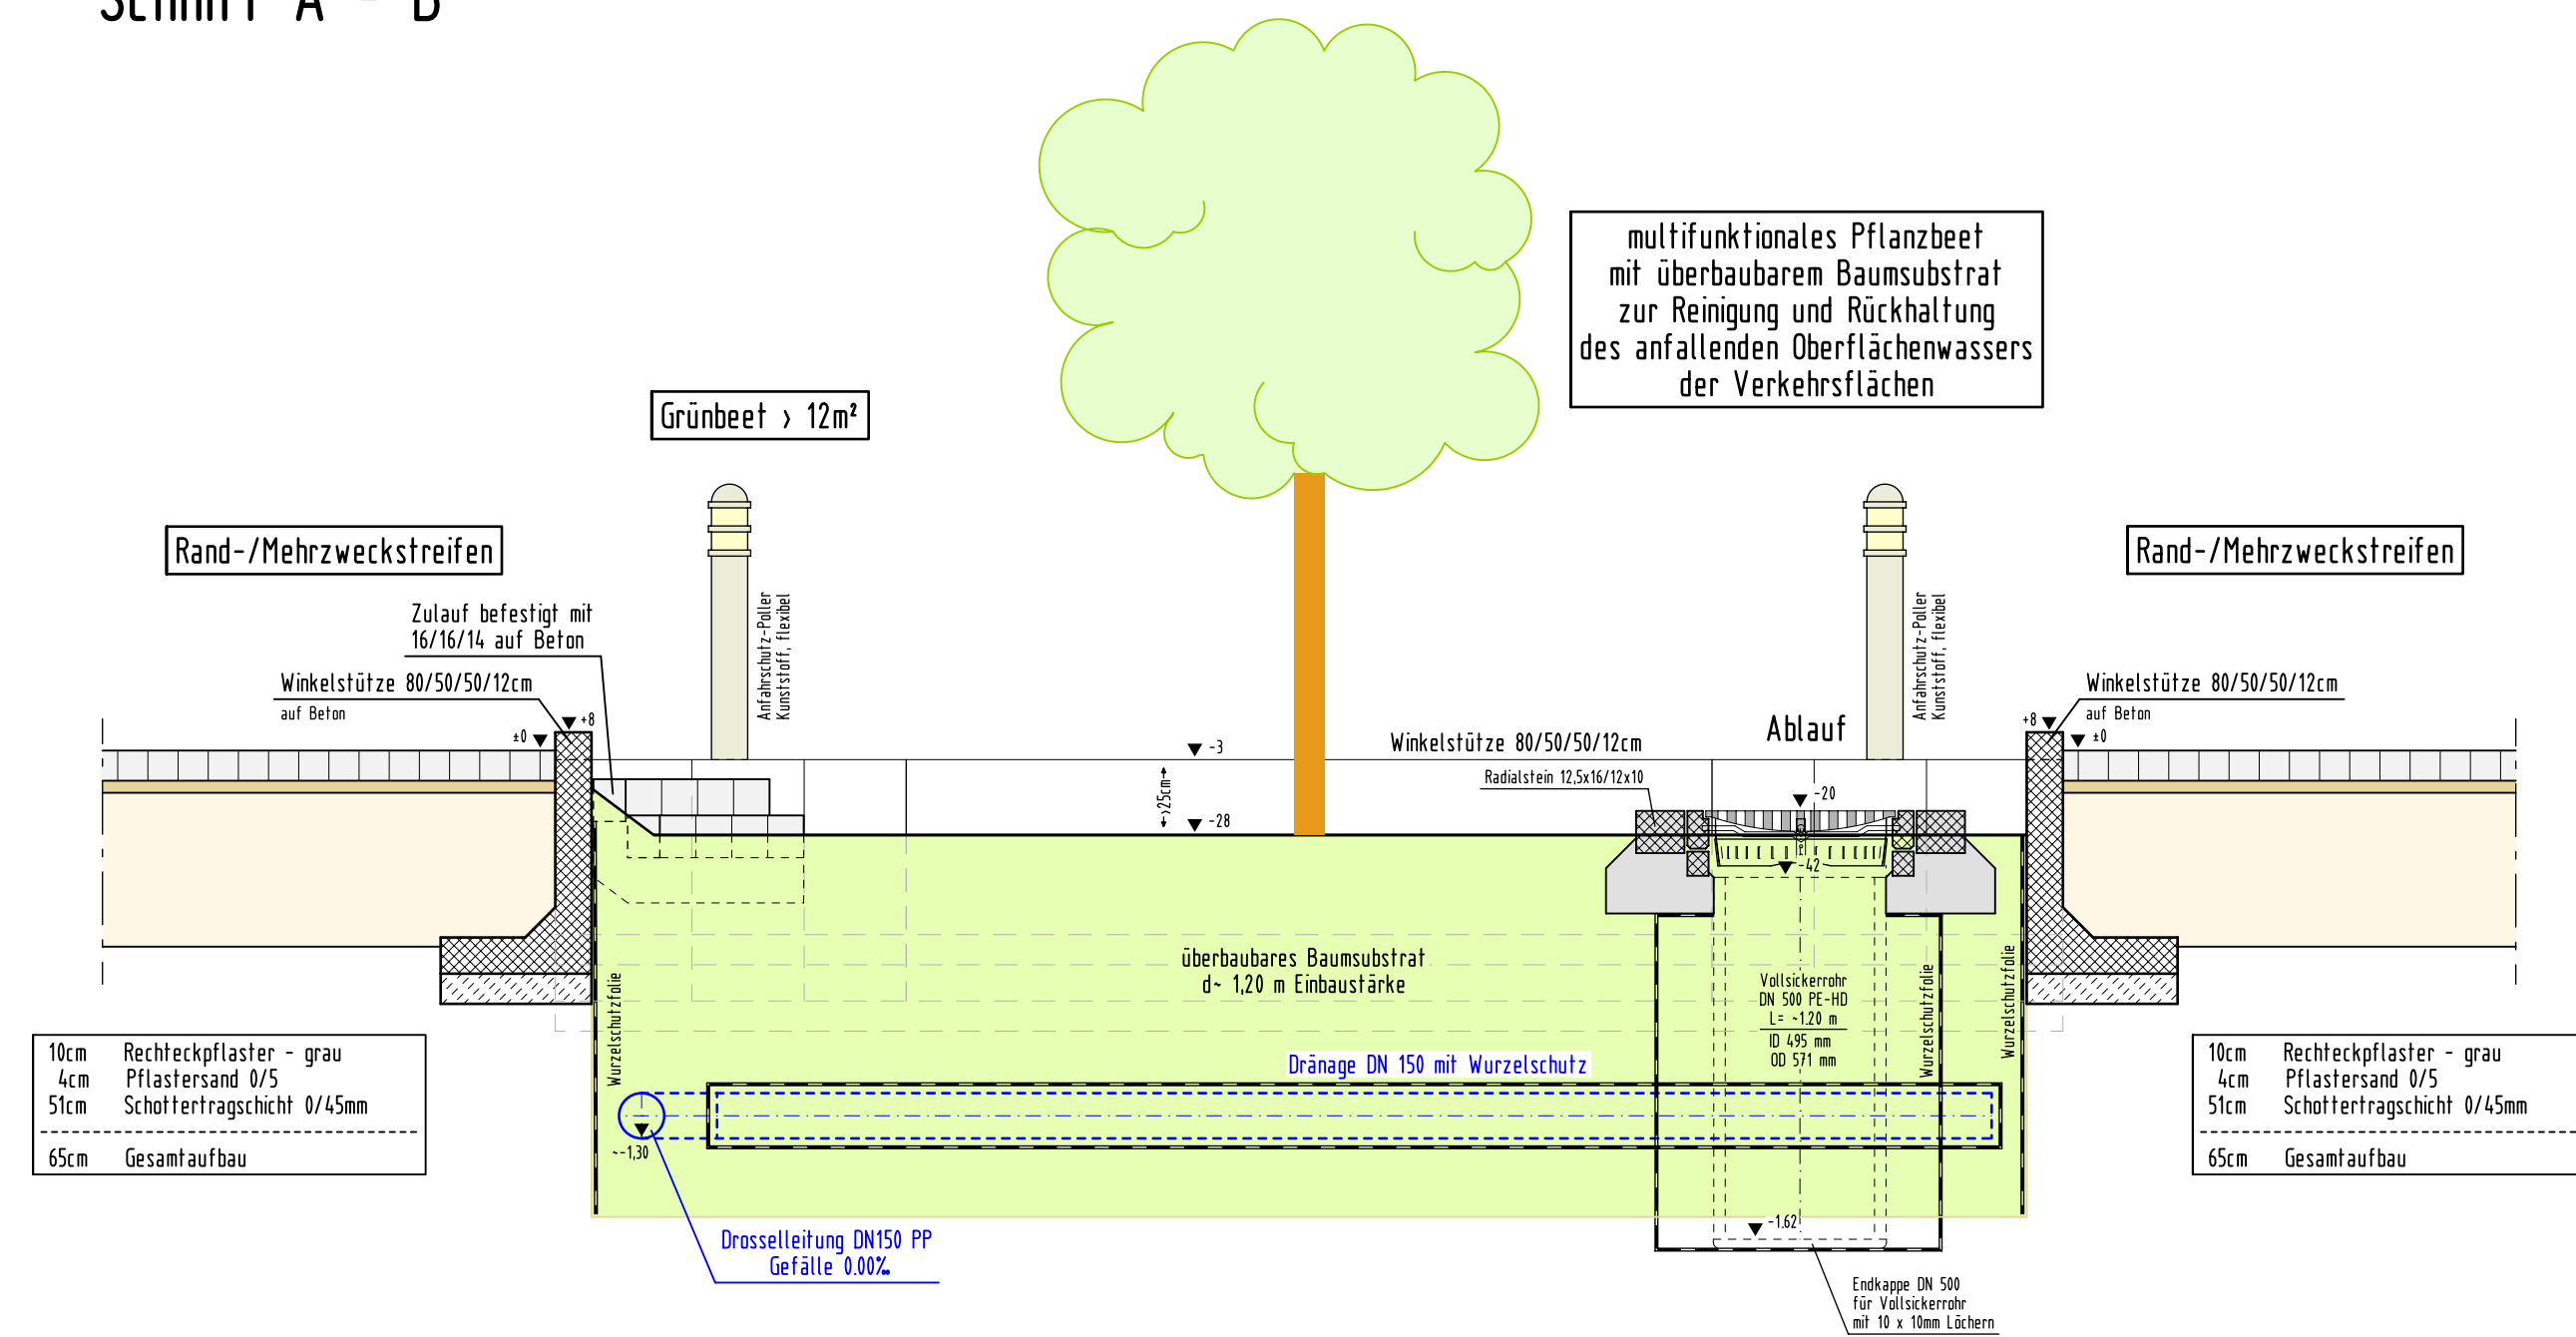 Schnitt A - B
multifunktionales Pflanzbeet
mit überbaubarem Baumsubstrat
zur Reinigung und Rückhaltung
des anfallenden Oberflächenwassers
der Verkehrsflächen
Grünbeet > 12m²
Rand-/Mehrzweckstreifen
Rand-/Mehrzweckstreifen
Zulauf befestigt mit
16/16/14 auf Beton
Winkelstütze 80/50/50/12cm
auf Beton
+8
±0
Anfahrschutz-Poller
Kunststoff, flexibel
-3
>25cm
-28
Winkelstütze 80/50/50/12cm
Radialstein 12,5x16/12x10
Ablauf
-20
-42
Anfahrschutz-Poller
Kunststoff, flexibel
Winkelstütze 80/50/50/12cm
auf Beton
+8
±0
überbaubares Baumsubstrat
d~ 1,20 m Einbaustärke
Wurzelschutzfolie
Vollsickerrohr
DN 500 PE-HD
L= ~1.20 m
ID 495 mm
OD 571 mm
Wurzelschutzfolie
Wurzelschutzfolie
10cm Rechteckpflaster - grau
4cm Pflastersand 0/5
51cm Schottertragschicht 0/45mm
65cm Gesamtaufbau
Dränage DN 150 mit Wurzelschutz
~-1,30
Drosselleitung DN150 PP
Gefälle 0.00‰
-1.62
Endkappe DN 500
für Vollsickerrohr
mit 10 x 10mm Löchern
10cm Rechteckpflaster - grau
4cm Pflastersand 0/5
51cm Schottertragschicht 0/45mm
65cm Gesamtaufbau